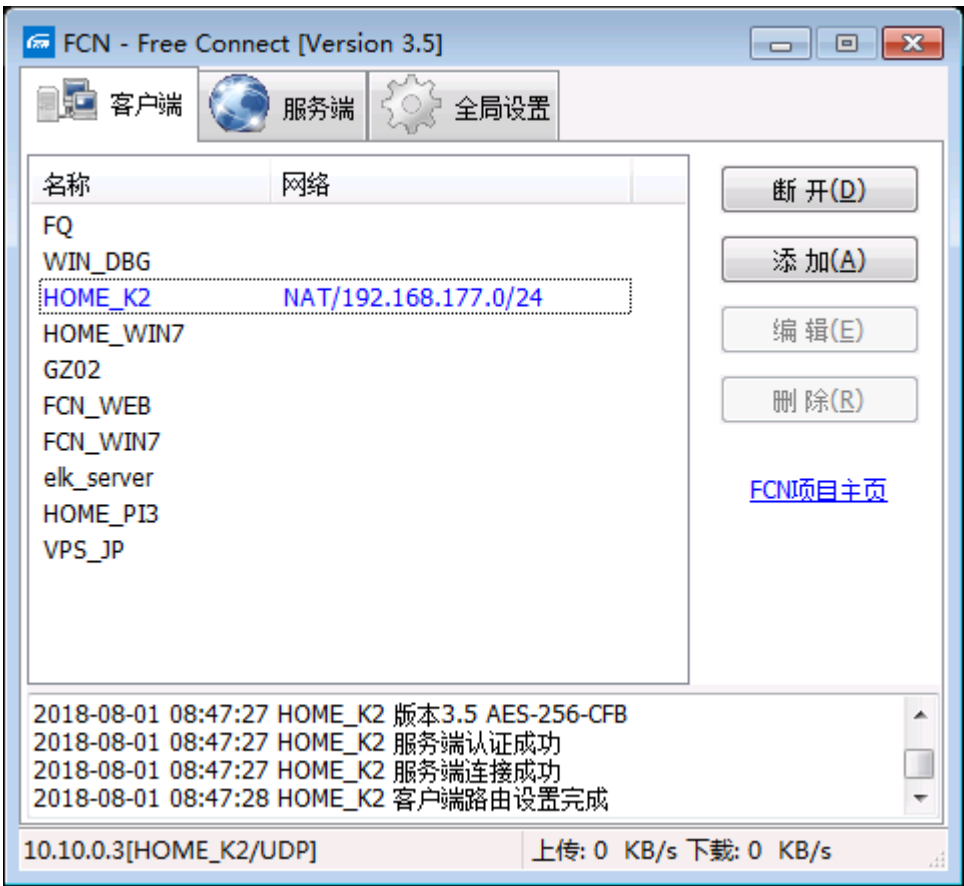 FCN - Free Connect [Version 3.5]
客户端 服务端 全局设置
名称 网络
FQ
WIN_DBG
HOME_K2 NAT/192.168.177.0/24
HOME_WIN7
GZ02
FCN_WEB
FCN_WIN7
elk_server
HOME_PI3
VPS_JP
断 开(D)
添 加(A)
编 辑(E)
删 除(R)
FCN项目主页
2018-08-01 08:47:27 HOME_K2 版本3.5 AES-256-CFB
2018-08-01 08:47:27 HOME_K2 服务端认证成功
2018-08-01 08:47:27 HOME_K2 服务端连接成功
2018-08-01 08:47:28 HOME_K2 客户端路由设置完成
10.10.0.3[HOME_K2/UDP] 上传: 0 KB/s 下载: 0 KB/s